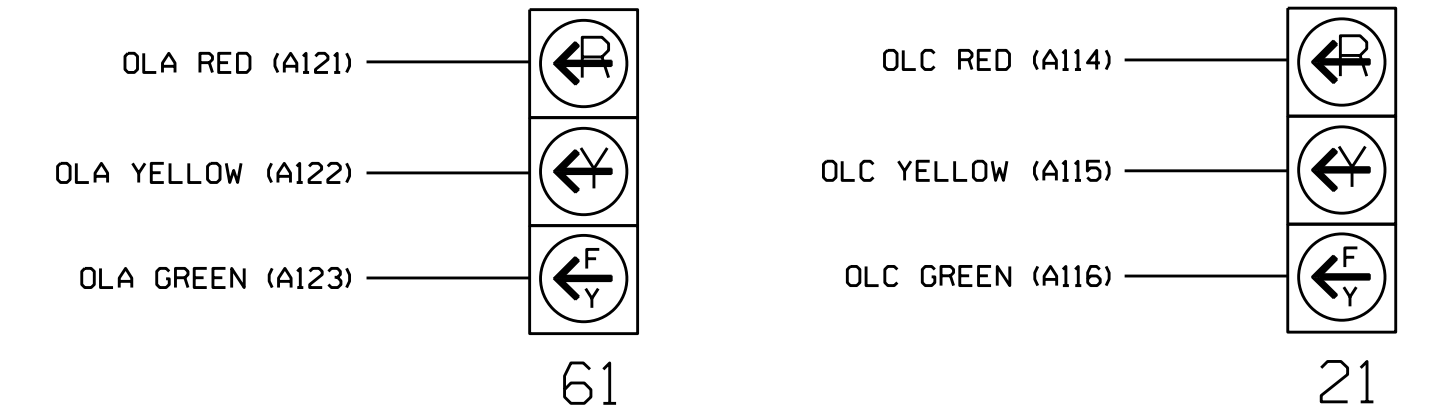 OLA RED (A121)
R
OLA YELLOW (A122)
Y
OLA GREEN (A123)
F
Y
61
OLC RED (A114)
R
OLC YELLOW (A115)
Y
OLC GREEN (A116)
F
Y
21